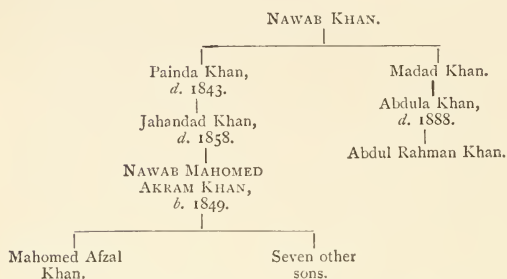 NAWAB KHAN.
Painda Khan,
d. 1843.
Madad Khan.
Jahandad Khan,
d. 1858.
Abdula Khan,
d. 1888.
NAWAB MAHOMED
AKRAM KHAN,
b. 1849.
Abdul Rahman Khan.
Mahomed Afzal
Khan.
Seven other
sons.